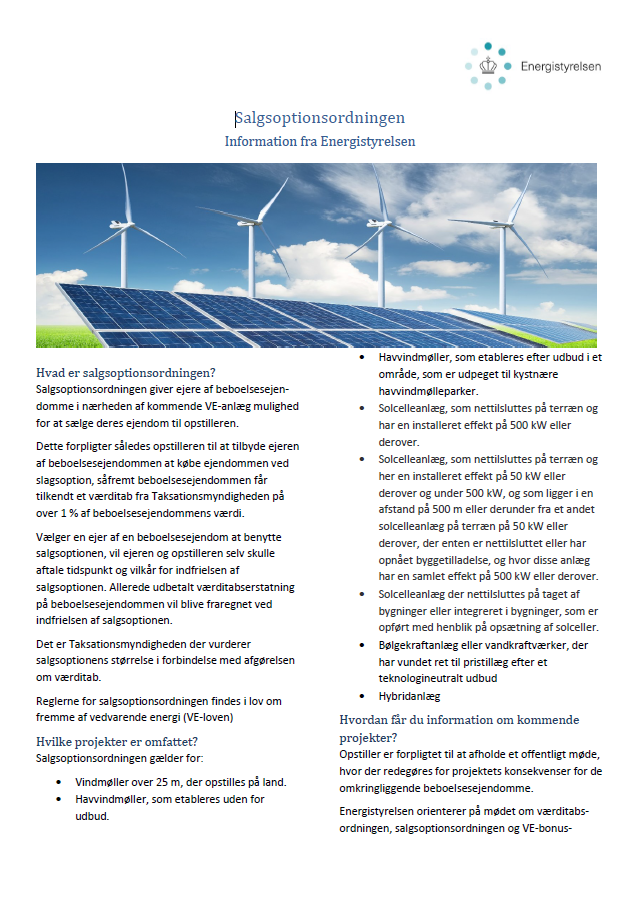 Energistyrelsen
Salgsoptionsordningen
Information fra Energistyrelsen
Hvad er salgsoptionsordningen?
Salgsoptionsordningen giver ejere af beboelsesejen-
domme i nærheden af kommende VE-anlæg mulighed
for at sælge deres ejendom til opstilleren.
Dette forpligter således opstilleren til at tilbyde ejeren
af beboelsesejendommen at købe ejendommen ved
slagsoption, såfremt beboelsesejendommen får
tilkendt et værditab fra Taksationsmyndigheden på
over 1 % af beboelsesejendommens værdi.
Vælger en ejer af en beboelsesejendom at benytte
salgsoptionen, vil ejeren og opstilleren selv skulle
aftale tidspunkt og vilkår for indfrielsen af
salgsoptionen. Allerede udbetalt værditabserstatning
på beboelsesejendommen vil blive fraregnet ved
indfrielsen af salgsoptionen.
Det er Taksationsmyndigheden der vurderer
salgsoptionens størrelse i forbindelse med afgørelsen
om værditab.
Reglerne for salgsoptionsordningen findes i lov om
fremme af vedvarende energi (VE-loven)
Hvilke projekter er omfattet?
Salgsoptionsordningen gælder for:
• Vindmøller over 25 m, der opstilles på land.
• Havvindmøller, som etableres uden for
udbud.
• Havvindmøller, som etableres efter udbud i et
område, som er udpeget til kystnære
havvindmølleparker.
• Solcelleanlæg, som nettilsluttes på terræn og
har en installeret effekt på 500 kW eller
derover.
• Solcelleanlæg, som nettilsluttes på terræn og
her en installeret effekt på 50 kW eller
derover og under 500 kW, og som ligger i en
afstand på 500 m eller derunder fra et andet
solcelleanlæg på terræn på 50 kW eller
derover, der enten er nettilsluttet eller har
opnået byggetilladelse, og hvor disse anlæg
har en samlet effekt på 500 kW eller derover.
• Solcelleanlæg der nettilsluttes på taget af
bygninger eller integreret i bygninger, som er
opført med henblik på opsætning af solceller.
• Bølgekraftanlæg eller vandkraftværker, der
har vundet ret til pristillæg efter et
teknologineutralt udbud
• Hybridanlæg
Hvordan får du information om kommende
projekter?
Opstiller er forpligtet til at afholde et offentligt møde,
hvor der redegøres for projektets konsekvenser for de
omkringliggende beboelsesejendomme.
Energistyrelsen orienterer på mødet om værditabs-
ordningen, salgsoptionsordningen og VE-bonus-